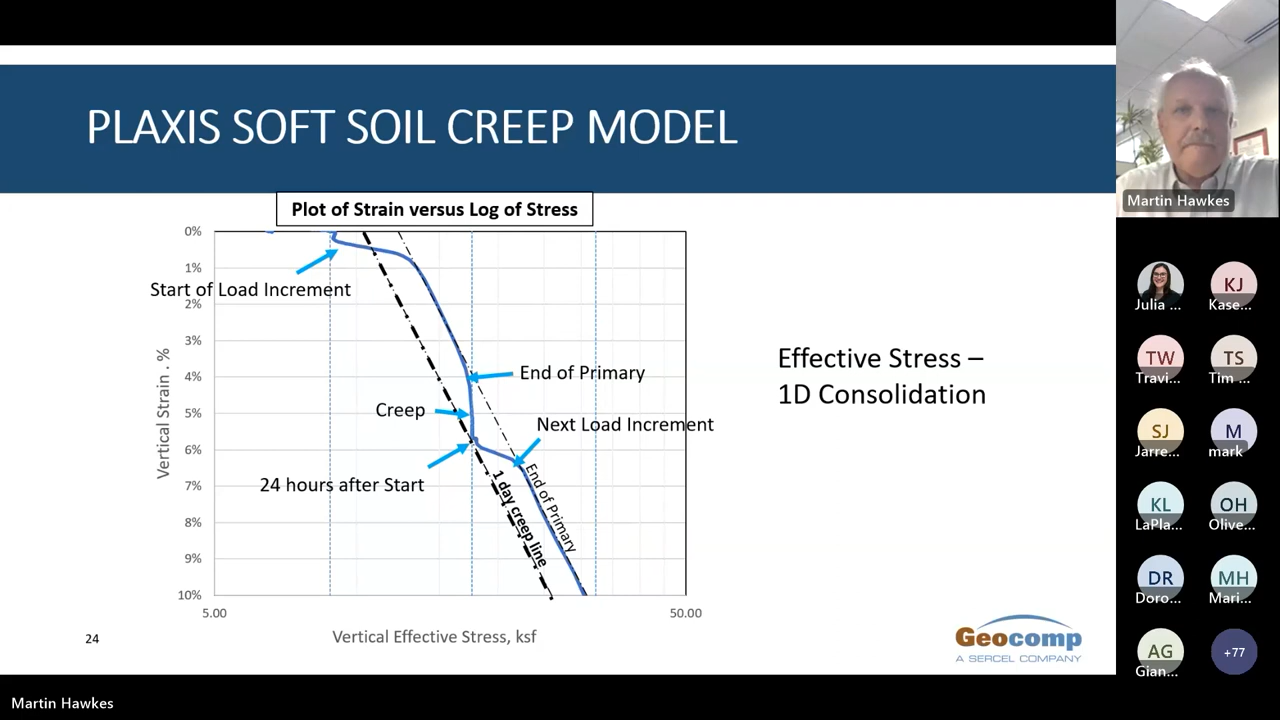 PLAXIS SOFT SOIL CREEP MODEL
Plot of Strain versus Log of Stress
0%
1%
2%
3%
4%
5%
6%
7%
8%
9%
10%
Vertical Strain . %
Start of Load Increment
End of Primary
Creep
Next Load Increment
24 hours after Start
1 day creep line
End of Primary
5.00
50.00
Vertical Effective Stress, ksf
Effective Stress –
1D Consolidation
24
Geocomp
A SERCEL COMPANY
Martin Hawkes
Julia ...
KJ
Kase...
TW
Travi...
TS
Tim ...
SJ
Jarre...
M
mark
KL
LaPla...
OH
Olive...
DR
Doro...
MH
Mari...
AG
Gian...
+77
Martin Hawkes